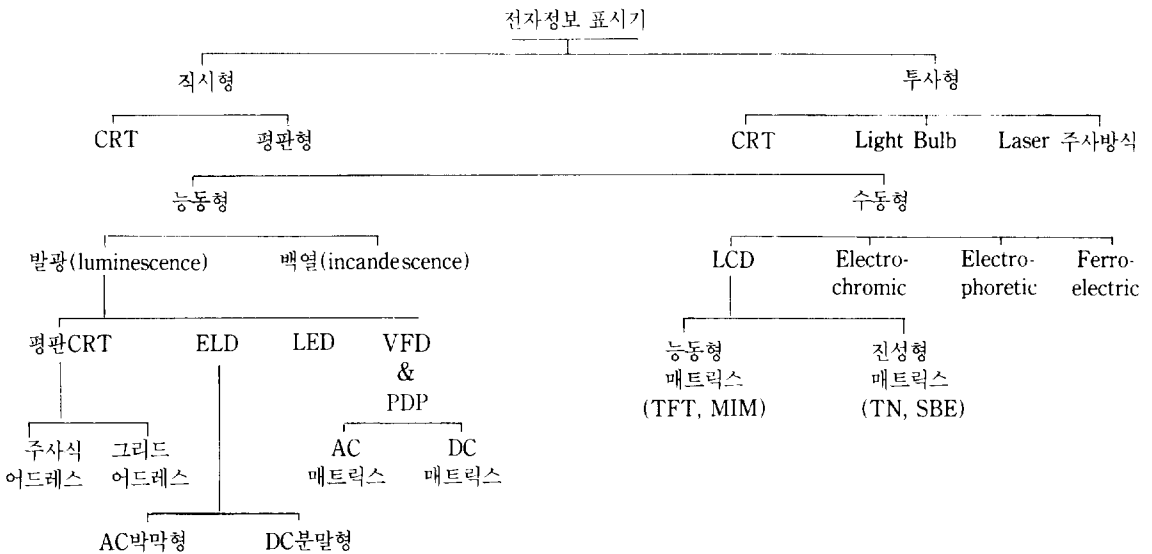 전자정보 표시기
직시형 투사형
CRT 평판형 CRT Light Bulb Laser 주사방식
능동형 수동형
발광(luminescence) 백열(incandescence) LCD Electro- Electro- Ferro-
chromic phoretic electric
평판CRT ELD LED VFD 능동형 진성형
& 매트릭스 매트릭스
PDP (TFT, MIM) (TN, SBE)
주사식 그리드 AC DC
어드레스 어드레스 매트릭스 매트릭스
AC박막형 DC분말형